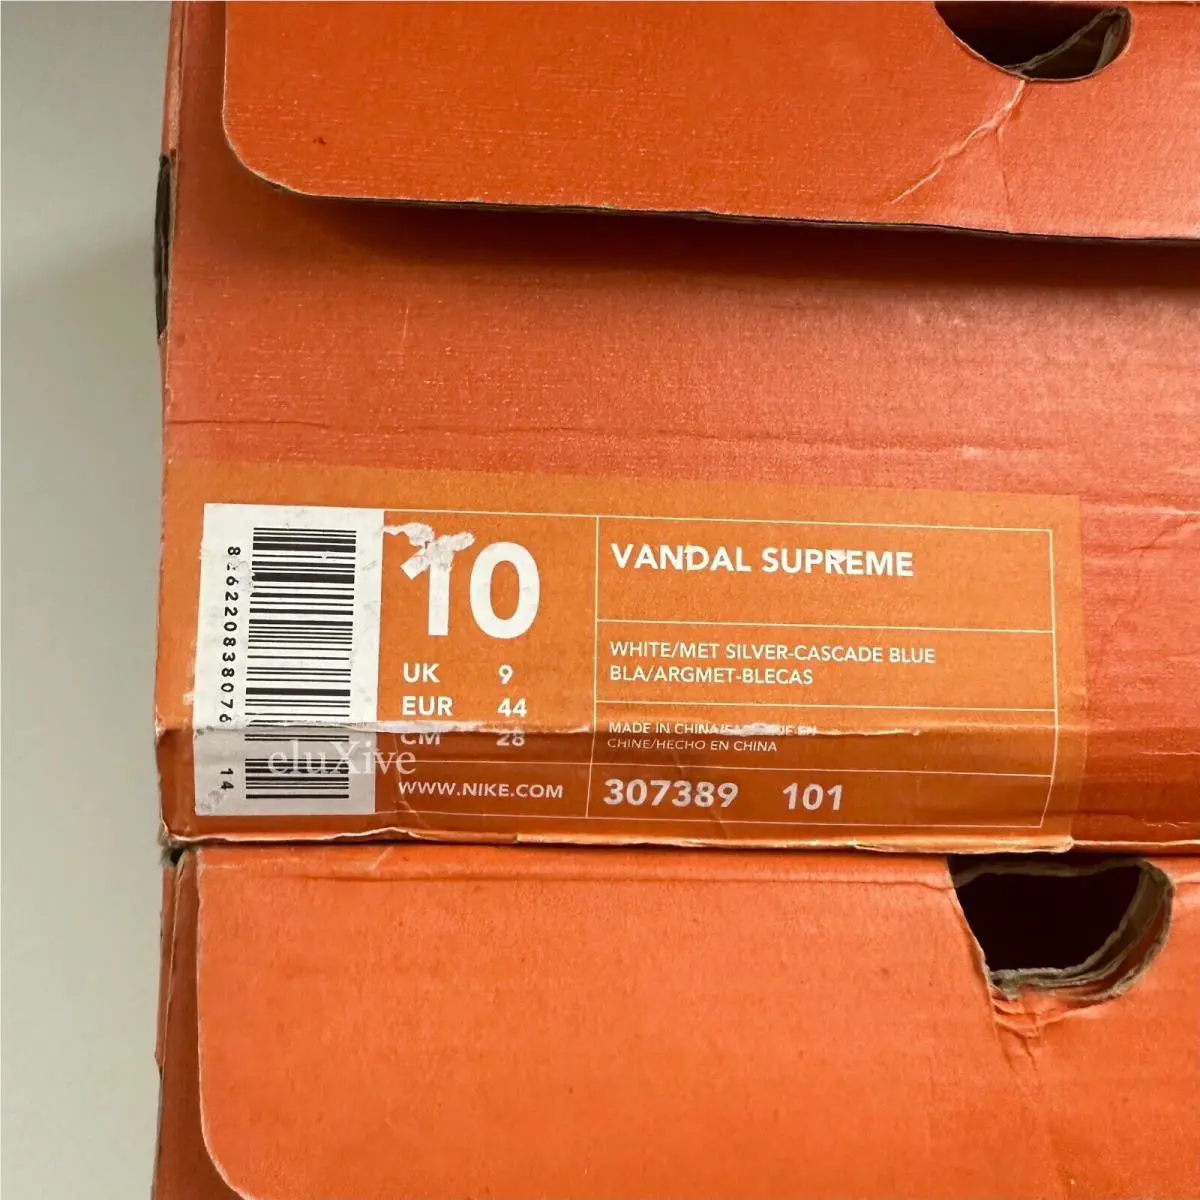 10
UK 9
EUR 44
CM 28
WWW.NIKE.COM
VANDAL SUPREME
WHITE/MET SILVER-CASCADE BLUE
BLA/ARGMET-BLECAS
MADE IN CHINA/ EN
CHINE/HECHO EN CHINA
307389 101
14
eluXive